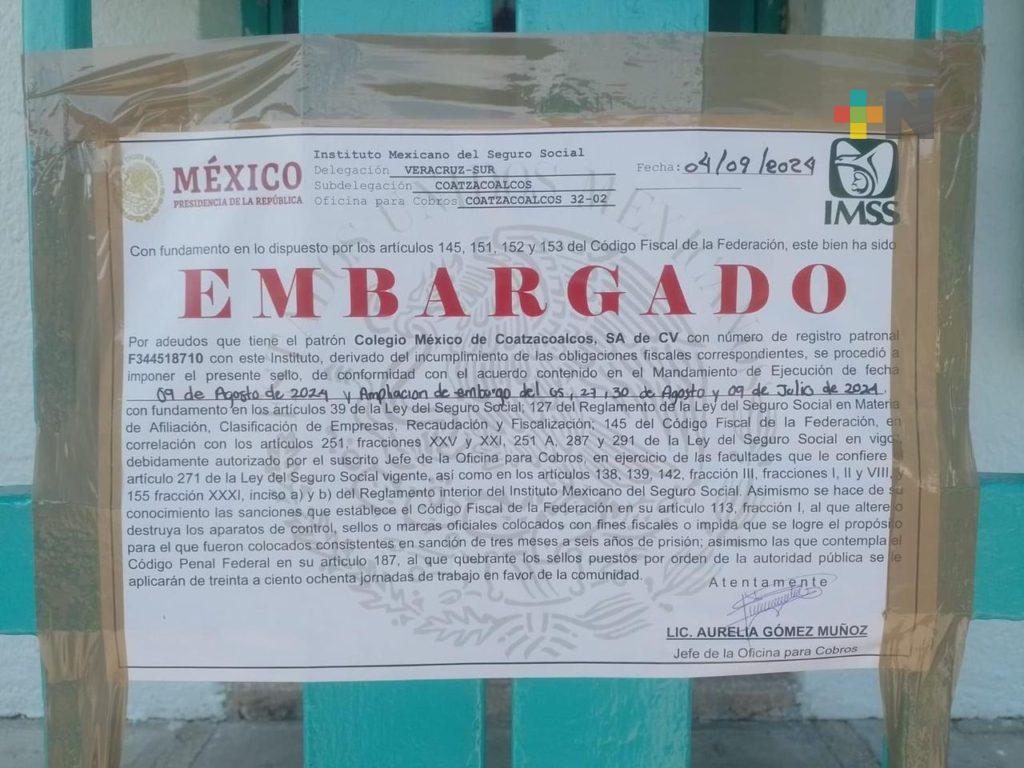 +N
MÉXICO
PRESIDENCIA DE LA REPÚBLICA
Instituto Mexicano del Seguro Social
Delegación VERACRUZ-SUR
Subdelegación COATZACOALCOS
Oficina para Cobros COATZACOALCOS 32-02
Fecha: 04/09/2024
IMSS
Con fundamento en lo dispuesto por los artículos 145, 151, 152 y 153 del Código Fiscal de la Federación, este bien ha sido
EMBARGADO
Por adeudos que tiene el patrón Colegio México de Coatzacoalcos, SA de CV con número de registro patronal
F344518710 con este Instituto, derivado del incumplimiento de las obligaciones fiscales correspondientes, se procedió a
imponer el presente sello, de conformidad con el acuerdo contenido en el Mandamiento de Ejecución de fecha
09 de Agosto de 2024 y Ampliacion de embargo del 05, 27, 30 de Agosto y 09 de Julio de 2024.
con fundamento en los artículos 39 de la Ley del Seguro Social; 127 del Reglamento de la Ley del Seguro Social en Materia
de Afiliación, Clasificación de Empresas, Recaudación y Fiscalización; 145 del Código Fiscal de la Federación, en
correlación con los artículos 251, fracciones XXV y XXI, 251 A, 287 y 291 de la Ley del Seguro Social en vigor
debidamente autorizado por el suscrito Jefe de la Oficina para Cobros, en ejercicio de las facultades que le confiere
artículo 271 de la Ley del Seguro Social vigente, así como en los artículos 138, 139, 142, fracción III, fracciones I, II y VIII,
155 fracción XXXI, inciso a) y b) del Reglamento Interior del Instituto Mexicano del Seguro Social. Asimismo se hace de su
conocimiento las sanciones que establece el Código Fiscal de la Federación en su artículo 113, fracción I, al que altere o
destruya los aparatos de control, sellos o marcas oficiales colocados con fines fiscales o impida que se logre el propósito
para el que fueron colocados consistentes en sanción de tres meses a seis años de prisión; asimismo las que contempla el
Código Penal Federal en su artículo 187, al que quebrante los sellos puestos por orden de la autoridad pública se le
aplicarán de treinta a ciento ochenta jornadas de trabajo en favor de la comunidad.
Atentamente
LIC. AURELIA GÓMEZ MUÑOZ
Jefe de la Oficina para Cobros